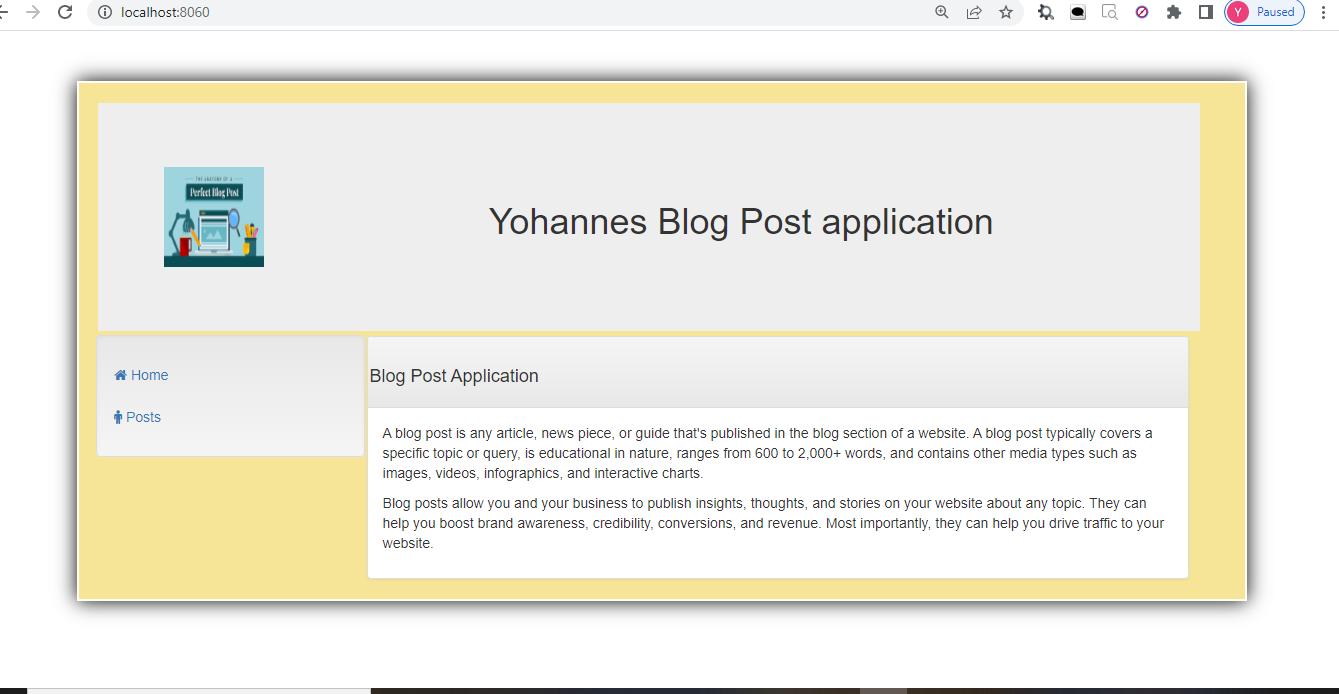 localhost:8060
Y Paused
THE ANATOMY OF A
Perfect Blog Post
Yohannes Blog Post application
Home
Posts
Blog Post Application
A blog post is any article, news piece, or guide that's published in the blog section of a website. A blog post typically covers a
specific topic or query, is educational in nature, ranges from 600 to 2,000+ words, and contains other media types such as
images, videos, infographics, and interactive charts.
Blog posts allow you and your business to publish insights, thoughts, and stories on your website about any topic. They can
help you boost brand awareness, credibility, conversions, and revenue. Most importantly, they can help you drive traffic to your
website.